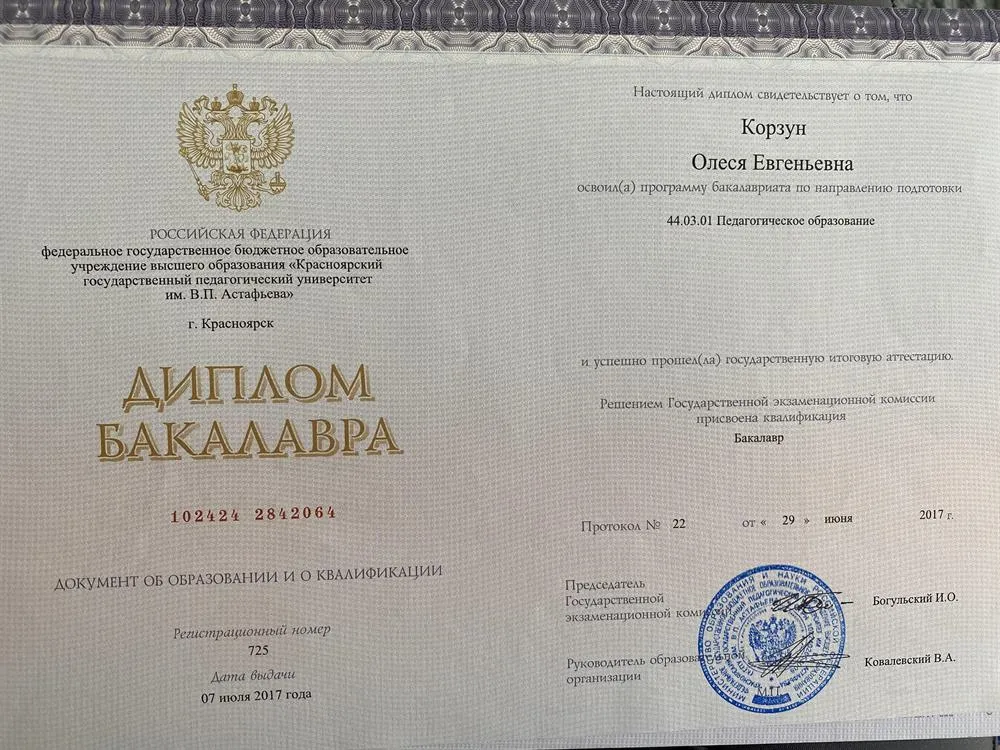 РОССИЙСКАЯ ФЕДЕРАЦИЯ
федеральное государственное бюджетное образовательное
учреждение высшего образования «Красноярский
государственный педагогический университет
им. В.П. Астафьева»
г. Красноярск
ДИПЛОМ
БАКАЛАВРА
102424 2842064
ДОКУМЕНТ ОБ ОБРАЗОВАНИИ И О КВАЛИФИКАЦИИ
Регистрационный номер
725
Дата выдачи
07 июля 2017 года
Настоящий диплом свидетельствует о том, что
Корзун
Олеся Евгеньевна
освоил(а) программу бакалавриата по направлению подготовки
44.03.01 Педагогическое образование
и успешно прошел(ла) государственную итоговую аттестацию.
Решением Государственной экзаменационной комиссии
присвоена квалификация
Бакалавр
Протокол № 22 от « 29 » июня 2017 г.
Председатель
Государственной
экзаменационной комиссии
Богульский И.О.
Руководитель образовательной
организации
Ковалевский В.А.
М.П.